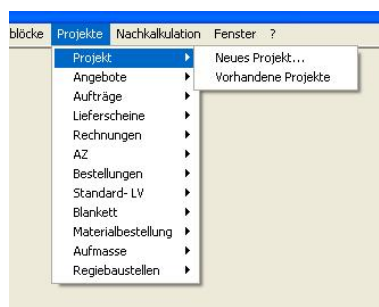 blöcke Projekte Nachkalkulation Fenster ?
Projekt
Neues Projekt...
Vorhandene Projekte
Angebote
Aufträge
Lieferscheine
Rechnungen
AZ
Bestellungen
Standard- LV
Blankett
Materialbestellung
Aufmasse
Regiebaustellen